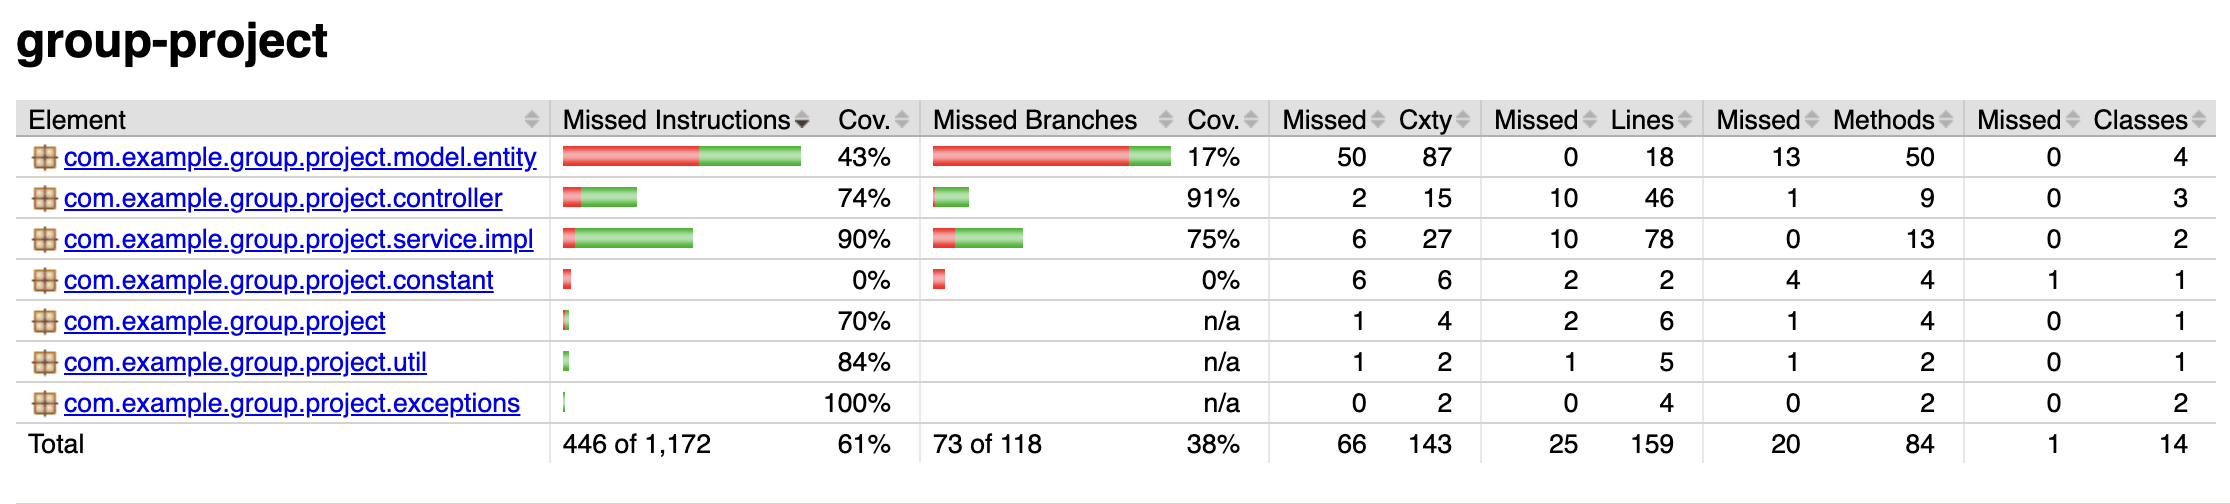 group-project
Element Missed Instructions Cov. Missed Branches Cov. Missed Cxty Missed Lines Missed Methods Missed Classes
com.example.group.project.model.entity 43% 17% 50 87 0 18 13 50 0 4
com.example.group.project.controller 74% 91% 2 15 10 46 1 9 0 3
com.example.group.project.service.impl 90% 75% 6 27 10 78 0 13 0 2
com.example.group.project.constant 0% 0% 6 6 2 2 4 4 1 1
com.example.group.project 70% n/a 1 4 2 6 1 4 0 1
com.example.group.project.util 84% n/a 1 2 1 5 1 2 0 1
com.example.group.project.exceptions 100% n/a 0 2 0 4 0 2 0 2
Total 446 of 1,172 61% 73 of 118 38% 66 143 25 159 20 84 1 14